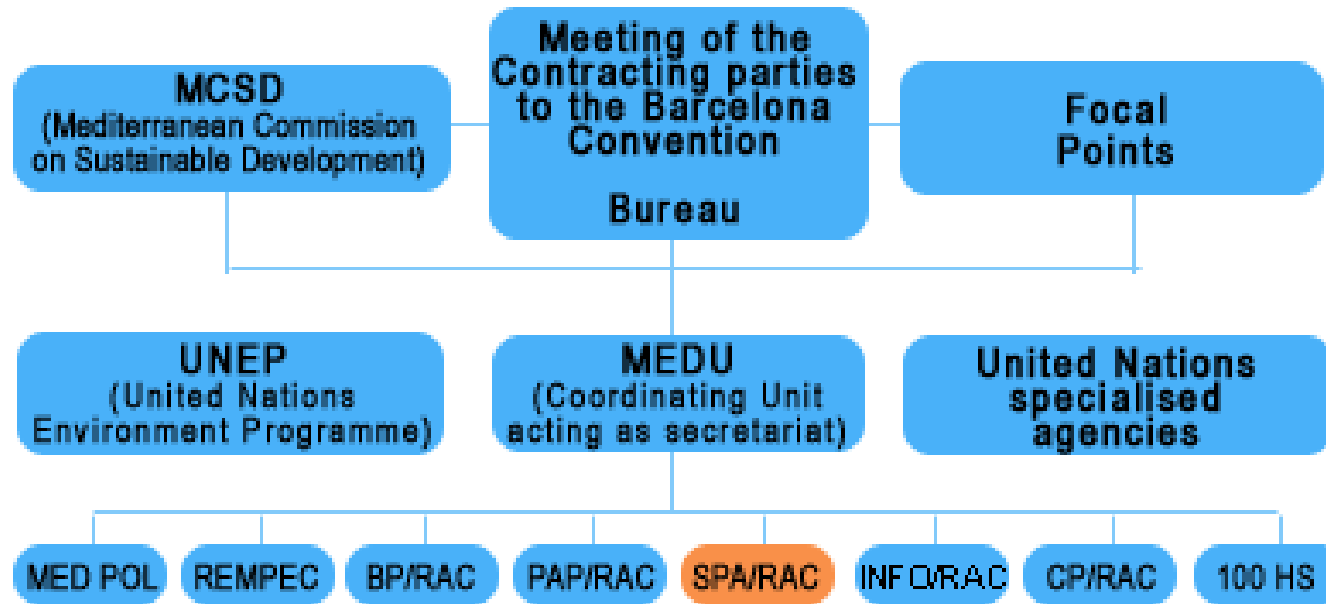 Meeting of the
Contracting parties
to the Barcelona
Convention
Bureau
MCSD
(Mediterranean Commission
on Sustainable Development)
Focal
Points
UNEP
(United Nations
Environment Programme)
MEDU
(Coordinating Unit
acting as secretariat)
United Nations
specialised
agencies
MED POL
REMPEC
BP/RAC
PAP/RAC
SPA/RAC
INFO/RAC
CP/RAC
100 HS